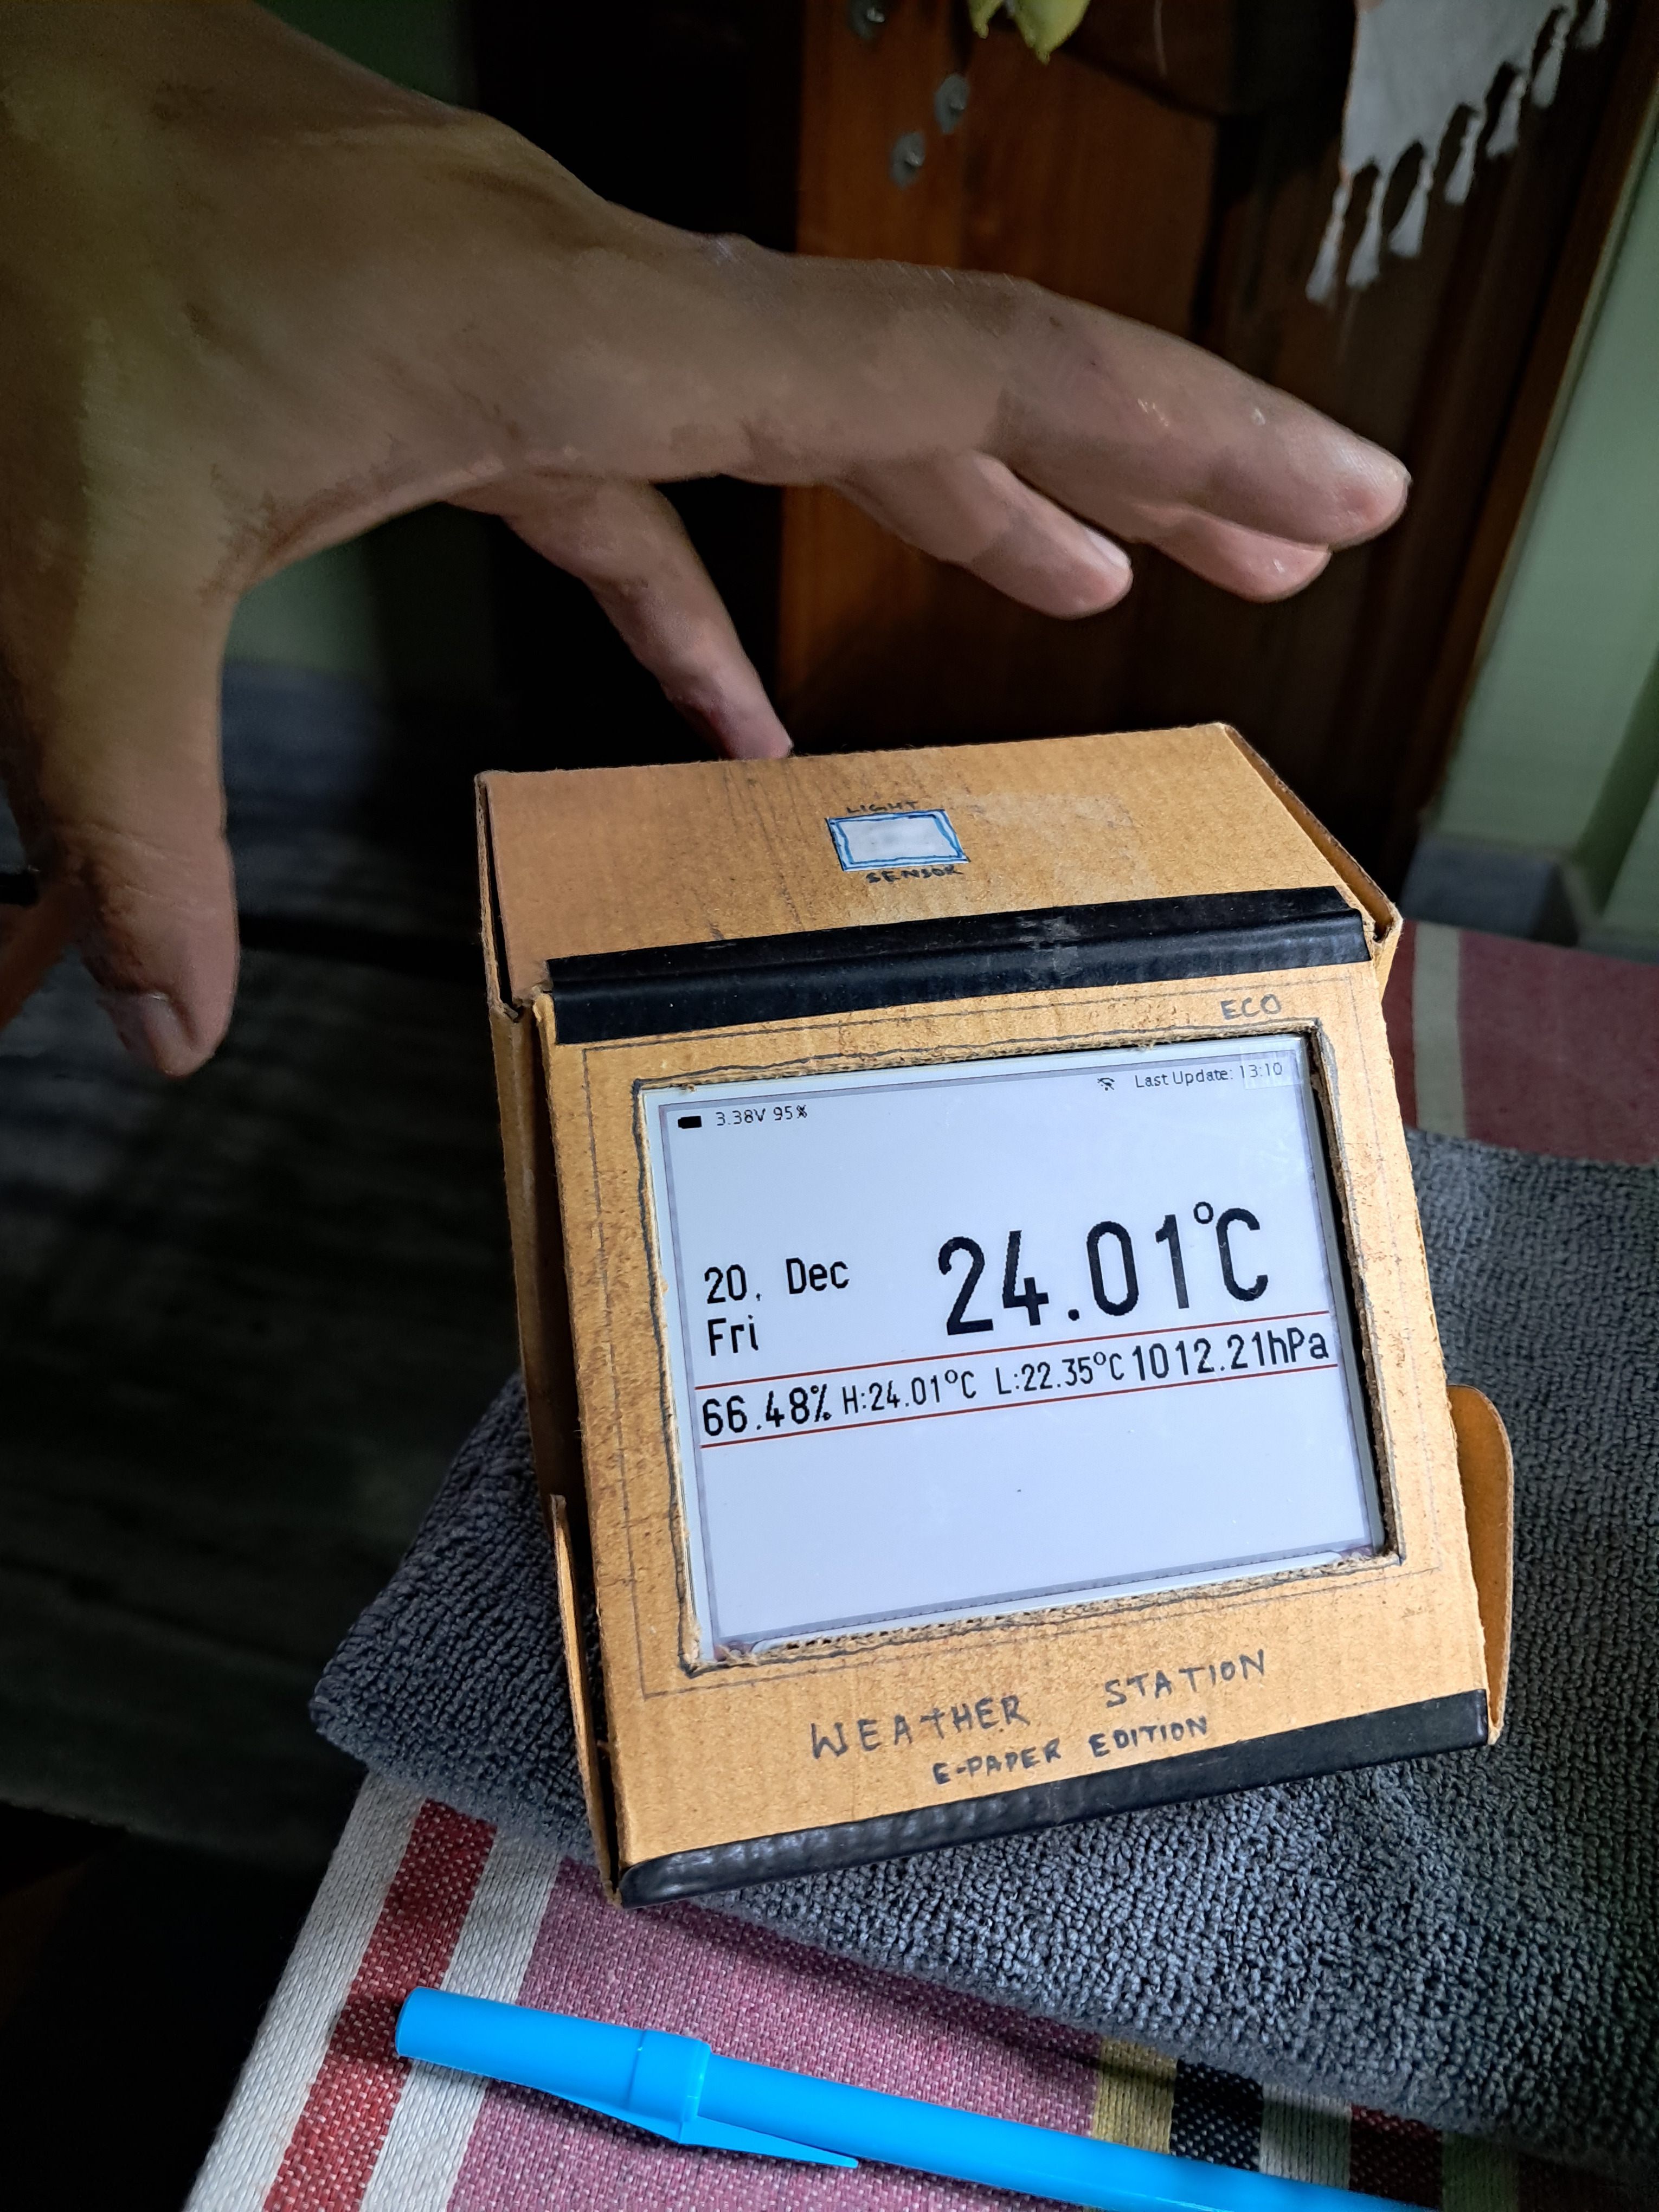 LIGHT
SENSOR
ECO
Last Update: 13:10
3.38V 95%
24.01°C
20. Dec
Fri
66.48% H:24.01°C L:22.35°C 1012.21hPa
WEATHER STATION
E-PAPER EDITION